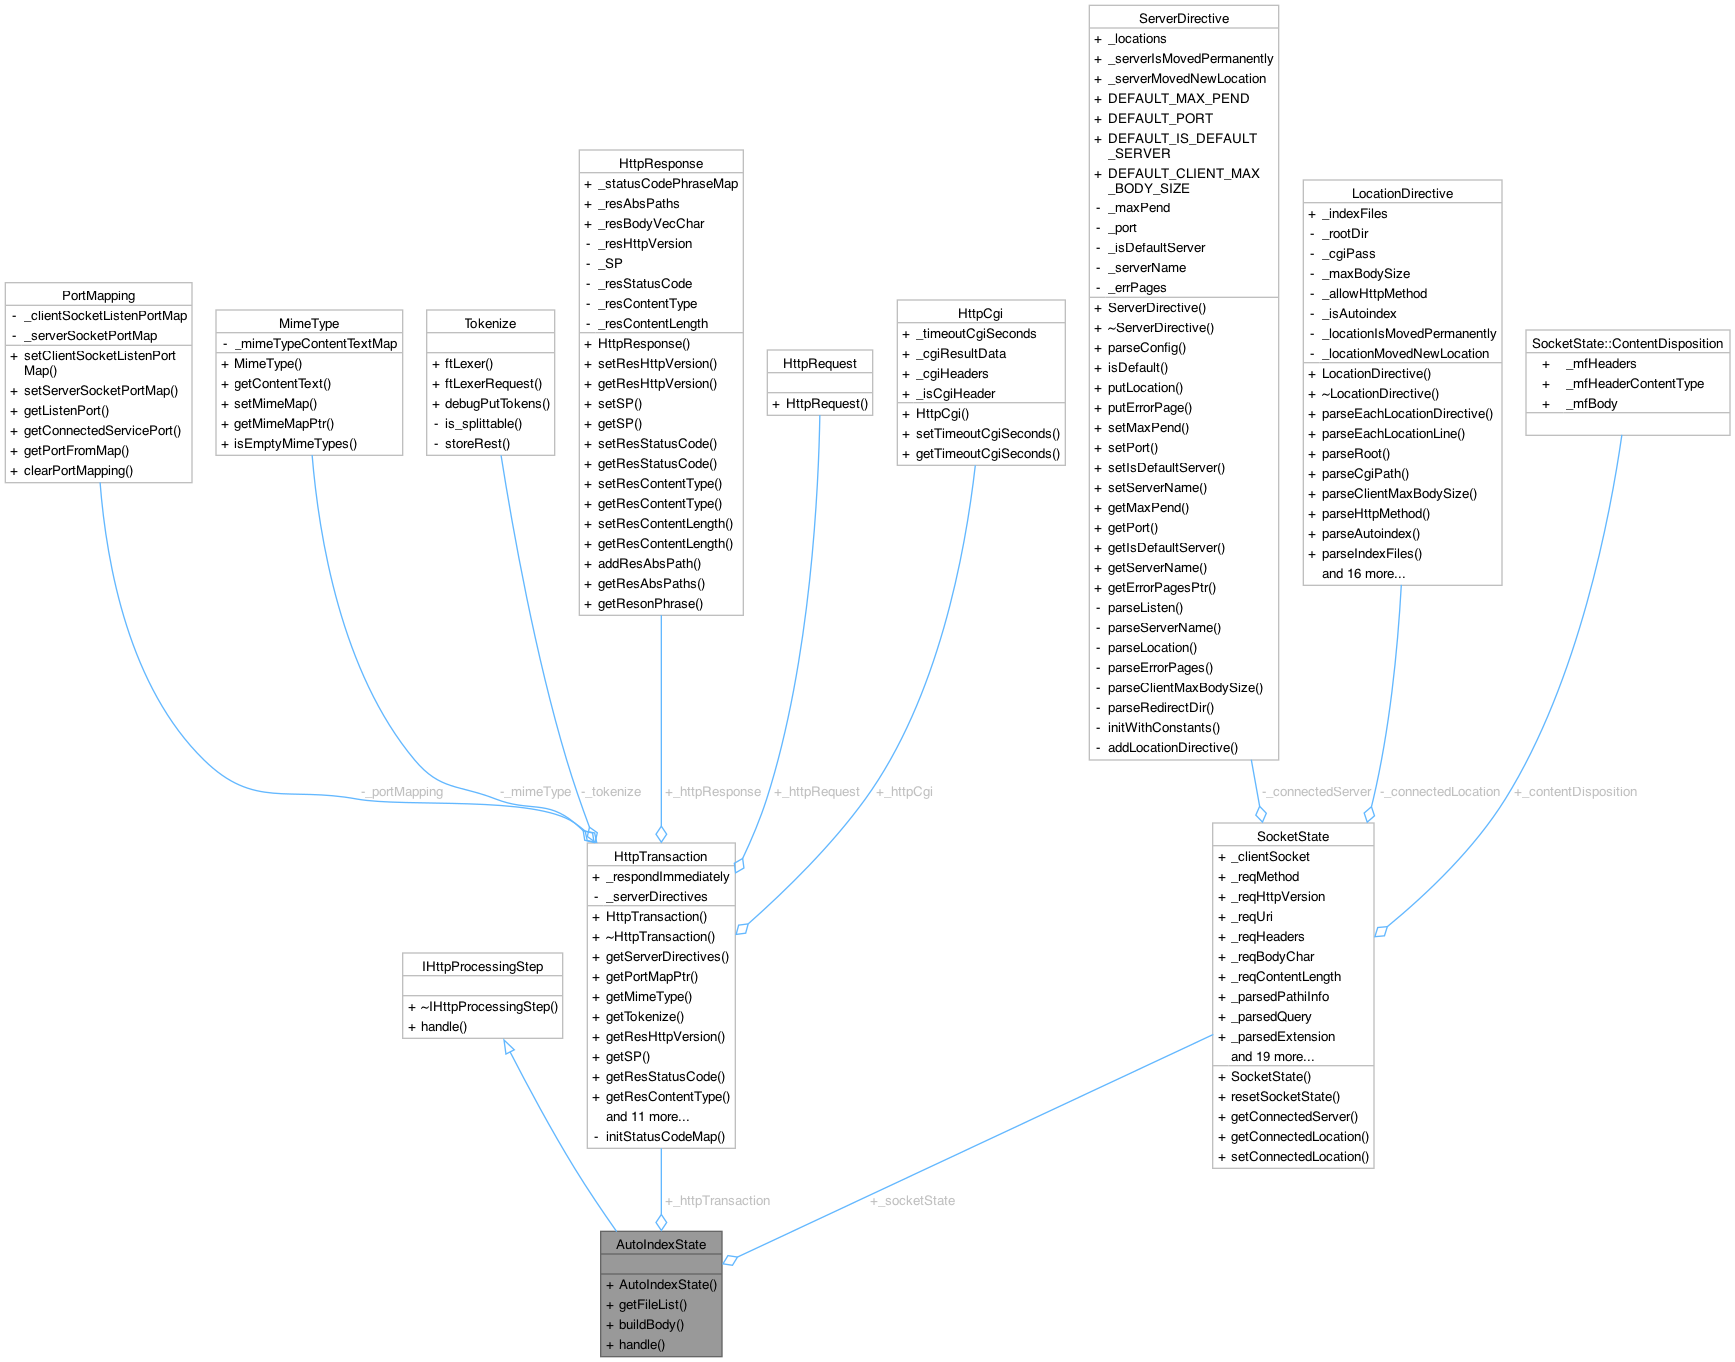 ServerDirective
+ _locations
+ _serverIsMovedPermanently
+ _serverMovedNewLocation
+ DEFAULT_MAX_PEND
+ DEFAULT_PORT
+ DEFAULT_IS_DEFAULT
_SERVER
+ DEFAULT_CLIENT_MAX
_BODY_SIZE
- _maxPend
- _port
- _isDefaultServer
- _serverName
- _errPages
+ ServerDirective()
+ ~ServerDirective()
+ parseConfig()
+ isDefault()
+ putLocation()
+ putErrorPage()
+ setMaxPend()
+ setPort()
+ setIsDefaultServer()
+ setServerName()
+ getMaxPend()
+ getPort()
+ getIsDefaultServer()
+ getServerName()
+ getErrorPagesPtr()
- parseListen()
- parseServerName()
- parseLocation()
- parseErrorPages()
- parseClientMaxBodySize()
- parseRedirectDir()
- initWithConstants()
- addLocationDirective()
HttpResponse
+ _statusCodePhraseMap
+ _resAbsPaths
+ _resBodyVecChar
- _resHttpVersion
- _SP
- _resStatusCode
- _resContentType
- _resContentLength
+ HttpResponse()
+ setResHttpVersion()
+ getResHttpVersion()
+ setSP()
+ getSP()
+ setResStatusCode()
+ getResStatusCode()
+ setResContentType()
+ getResContentType()
+ setResContentLength()
+ getResContentLength()
+ addResAbsPath()
+ getResAbsPaths()
+ getResonPhrase()
LocationDirective
+ _indexFiles
- _rootDir
- _cgiPass
- _maxBodySize
- _allowHttpMethod
- _isAutoindex
- _locationIsMovedPermanently
- _locationMovedNewLocation
+ LocationDirective()
+ ~LocationDirective()
+ parseEachLocationDirective()
+ parseEachLocationLine()
+ parseRoot()
+ parseCgiPath()
+ parseClientMaxBodySize()
+ parseHttpMethod()
+ parseAutoindex()
+ parseIndexFiles()
and 16 more...
PortMapping
- _clientSocketListenPortMap
- _serverSocketPortMap
+ setClientSocketListenPort
Map()
+ setServerSocketPortMap()
+ getListenPort()
+ getConnectedServicePort()
+ getPortFromMap()
+ clearPortMapping()
MimeType
- _mimeTypeContentTextMap
+ MimeType()
+ getContentText()
+ setMimeMap()
+ getMimeMapPtr()
+ isEmptyMimeTypes()
Tokenize
+ ftLexer()
+ ftLexerRequest()
+ debugPutTokens()
- is_splittable()
- storeRest()
HttpRequest
+ HttpRequest()
HttpCgi
+ _timeoutCgiSeconds
+ _cgiResultData
+ _cgiHeaders
+ _isCgiHeader
+ HttpCgi()
+ setTimeoutCgiSeconds()
+ getTimeoutCgiSeconds()
SocketState::ContentDisposition
+ _mfHeaders
+ _mfHeaderContentType
+ _mfBody
-_portMapping
-_mimeType
-_tokenize
+_httpResponse
+_httpRequest
+_httpCgi
-_connectedServer
-_connectedLocation
+_contentDisposition
HttpTransaction
+ _respondImmediately
- _serverDirectives
+ HttpTransaction()
+ ~HttpTransaction()
+ getServerDirectives()
+ getPortMapPtr()
+ getMimeType()
+ getTokenize()
+ getResHttpVersion()
+ getSP()
+ getResStatusCode()
+ getResContentType()
and 11 more...
- initStatusCodeMap()
SocketState
+ _clientSocket
+ _reqMethod
+ _reqHttpVersion
+ _reqUri
+ _reqHeaders
+ _reqBodyChar
+ _reqContentLength
+ _parsedPathiInfo
+ _parsedQuery
+ _parsedExtension
and 19 more...
+ SocketState()
+ resetSocketState()
+ getConnectedServer()
+ getConnectedLocation()
+ setConnectedLocation()
IHttpProcessingStep
+ ~IHttpProcessingStep()
+ handle()
+_httpTransaction
+_socketState
AutoIndexState
+ AutoIndexState()
+ getFileList()
+ buildBody()
+ handle()